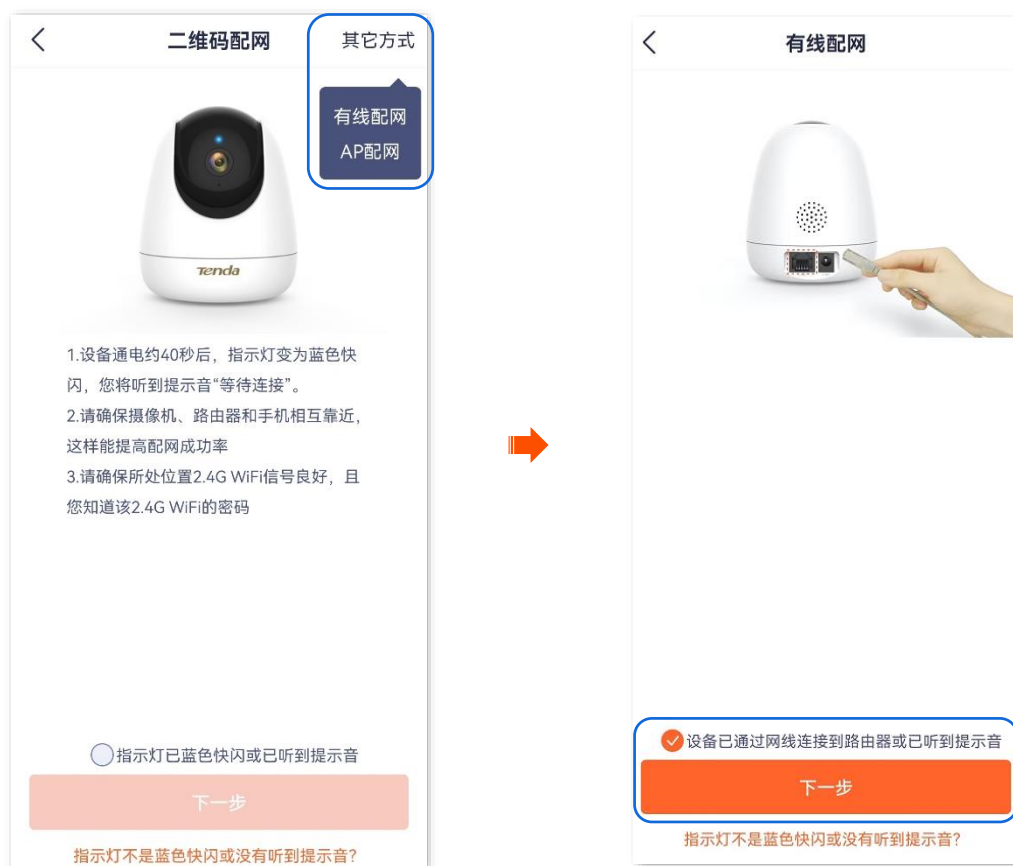 二维码配网
其它方式
有线配网
AP配网
Tenda
1.设备通电约40秒后，指示灯变为蓝色快
闪，您将听到提示音“等待连接”。
2.请确保摄像机、路由器和手机相互靠近，
这样能提高配网成功率
3.请确保所处位置2.4G WiFi信号良好，且
您知道该2.4G WiFi的密码
指示灯已蓝色快闪或已听到提示音
下一步
指示灯不是蓝色快闪或没有听到提示音?
有线配网
设备已通过网线连接到路由器或已听到提示音
下一步
指示灯不是蓝色快闪或没有听到提示音?